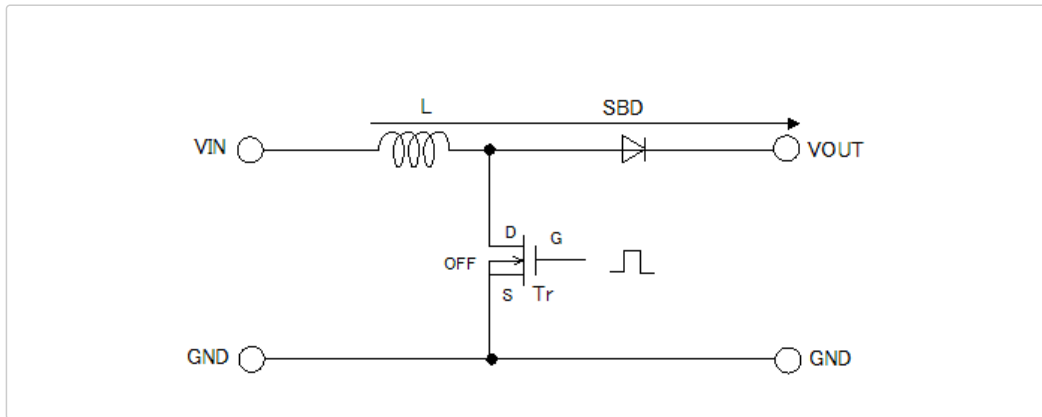 L SBD
VIN VOUT
D G
OFF
S Tr
GND GND